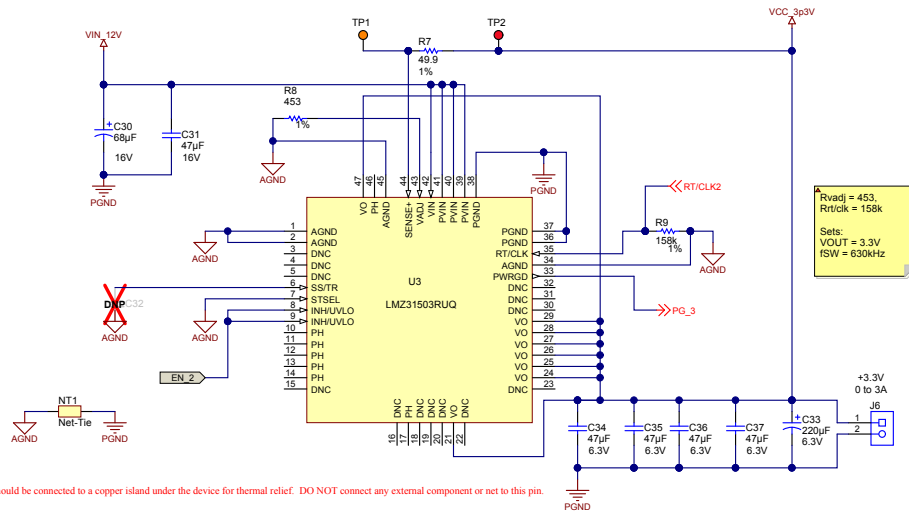 VCC_3p3V
TP1
TP2
VIN_12V
R7
49.9
1%
R8
453
1%
C30
68µF
16V
C31
47µF
16V
PGND
AGND
PGND
RT/CLK2
R9
158k
1%
AGND
Rvadj = 453,
Rrt/clk = 158k
Sets:
VOUT = 3.3V
fSW = 630kHz
47 46 45 44 43 42 41 40 39 38
VO PH AGND SENSE+ VADJ VIN PVIN PVIN PVIN PGND
U3
LMZ31503RUQ
1 AGND
2 AGND
3 DNC
4 DNC
5 DNC
6 SS/TR
7 STSEL
8 INH/UVLO
9 INH/UVLO
10 PH
11 PH
12 PH
13 PH
14 PH
15 DNC
PGND 37
PGND 36
RT/CLK 35
AGND 34
PWRGD 33
DNC 32
DNC 31
DNC 30
VO 29
VO 28
VO 27
VO 26
VO 25
VO 24
DNC 23
DNC PH DNC DNC DNC VO DNC
16 17 18 19 20 21 22
AGND
DNP
C32
AGND
AGND
EN_2
PG_3
NT1
Net-Tie
AGND
PGND
C34
47µF
6.3V
C35
47µF
6.3V
C36
47µF
6.3V
C37
47µF
6.3V
C33
220µF
6.3V
+3.3V
0 to 3A
J6
1
2
PGND
ould be connected to a copper island under the device for thermal relief. DO NOT connect any external component or net to this pin.